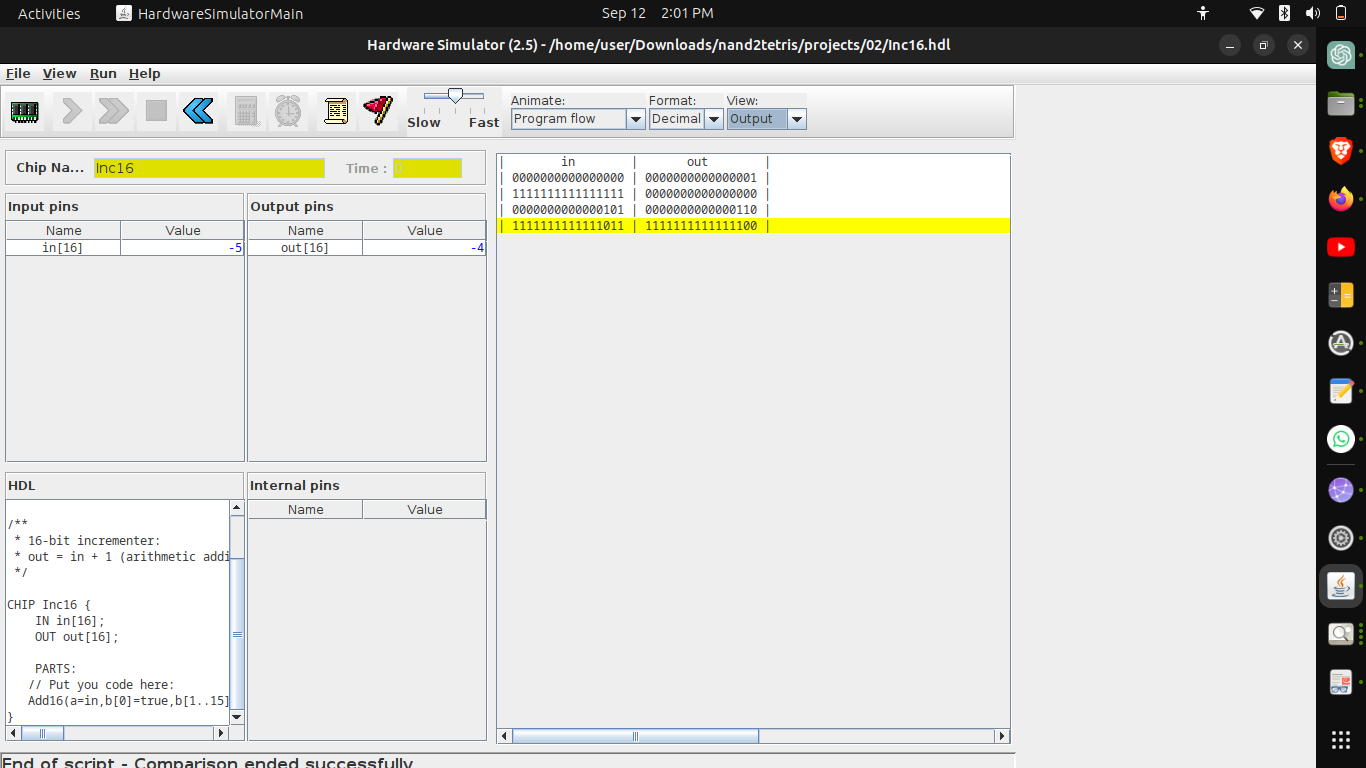 Activities HardwareSimulatorMain Sep 12 2:01 PM
Hardware Simulator (2.5) - /home/user/Downloads/nand2tetris/projects/02/Inc16.hdl
File View Run Help
Slow Fast
Animate: Format: View:
Program flow Decimal Output
Chip Na... Inc16 Time : 0
Input pins Output pins
Name Value Name Value
in[16] -5 out[16] -4
| in | out |
| 0000000000000000 | 0000000000000001 |
| 1111111111111111 | 0000000000000000 |
| 0000000000000101 | 0000000000000110 |
| 1111111111111011 | 1111111111111100 |
HDL Internal pins
Name Value
/**
* 16-bit incrementer:
* out = in + 1 (arithmetic addi
*/
CHIP Inc16 {
IN in[16];
OUT out[16];
PARTS:
// Put you code here:
Add16(a=in,b[0]=true,b[1..15]
}
End of script - Comparison ended successfully